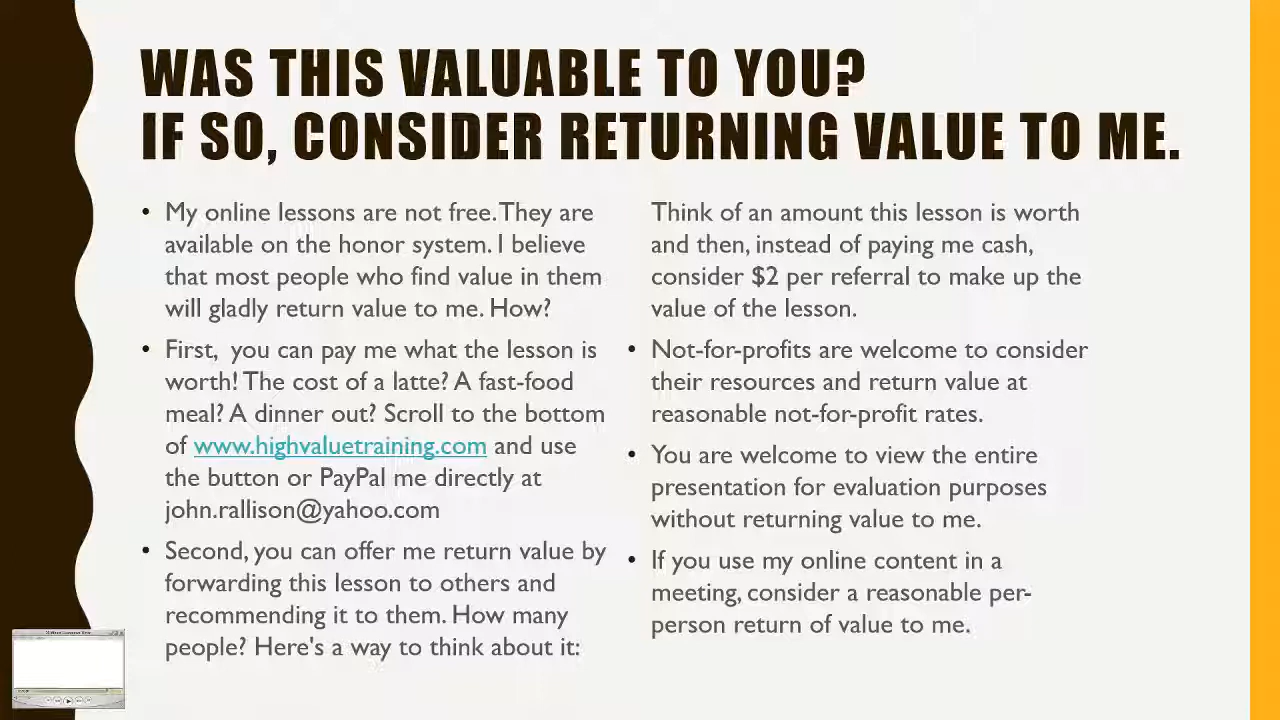 WAS THIS VALUABLE TO YOU?
IF SO, CONSIDER RETURNING VALUE TO ME.
• My online lessons are not free. They are
available on the honor system. I believe
that most people who find value in them
will gladly return value to me. How?
• First,  you can pay me what the lesson is
worth! The cost of a latte? A fast-food
meal? A dinner out? Scroll to the bottom
of www.highvaluetraining.com and use
the button or PayPal me directly at
john.rallison@yahoo.com
• Second, you can offer me return value by
forwarding this lesson to others and
recommending it to them. How many
people? Here's a way to think about it:
Think of an amount this lesson is worth
and then, instead of paying me cash,
consider $2 per referral to make up the
value of the lesson.
• Not-for-profits are welcome to consider
their resources and return value at
reasonable not-for-profit rates.
• You are welcome to view the entire
presentation for evaluation purposes
without returning value to me.
• If you use my online content in a
meeting, consider a reasonable per-
person return of value to me.